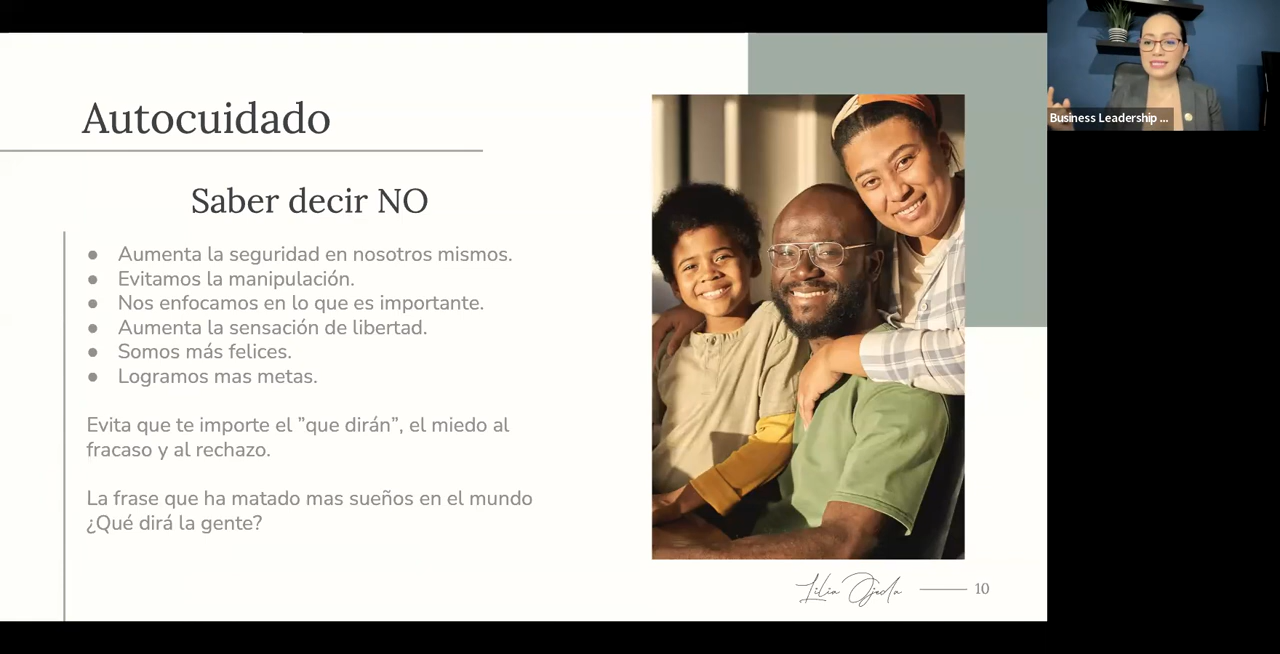 Autocuidado
Saber decir NO
● Aumenta la seguridad en nosotros mismos.
● Evitamos la manipulación.
● Nos enfocamos en lo que es importante.
● Aumenta la sensación de libertad.
● Somos más felices.
● Logramos mas metas.
Evita que te importe el ”que dirán”, el miedo al
fracaso y al rechazo.
La frase que ha matado mas sueños en el mundo
¿Qué dirá la gente?
Lilia Ojeda
10
Business Leadership ...